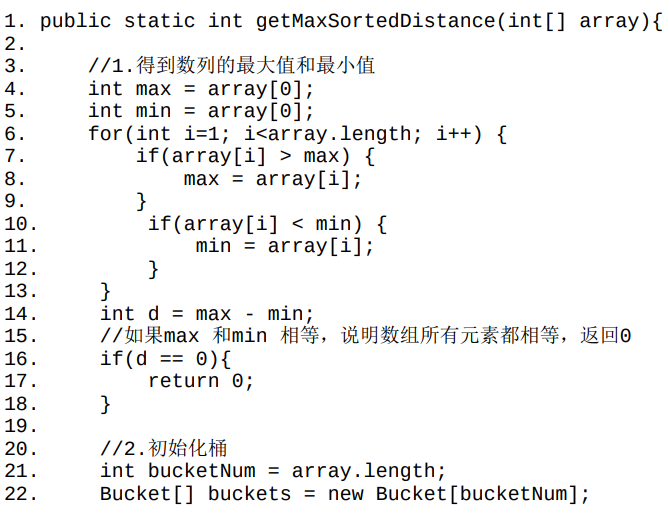 1. public static int getMaxSortedDistance(int[] array){
2.
3.     //1.得到数列的最大值和最小值
4.     int max = array[0];
5.     int min = array[0];
6.     for(int i=1; i<array.length; i++) {
7.         if(array[i] > max) {
8.             max = array[i];
9.         }
10.         if(array[i] < min) {
11.             min = array[i];
12.         }
13.     }
14.     int d = max - min;
15.     //如果max 和min 相等，说明数组所有元素都相等，返回0
16.     if(d == 0){
17.         return 0;
18.     }
19.
20.     //2.初始化桶
21.     int bucketNum = array.length;
22.     Bucket[] buckets = new Bucket[bucketNum];